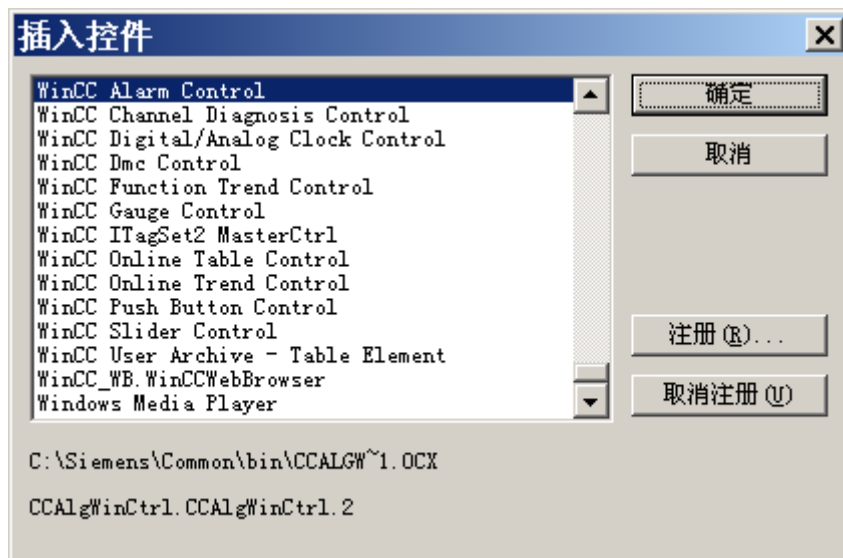 插入控件
WinCC Alarm Control
WinCC Channel Diagnosis Control
WinCC Digital/Analog Clock Control
WinCC Dmc Control
WinCC Function Trend Control
WinCC Gauge Control
WinCC ITagSet2 MasterCtrl
WinCC Online Table Control
WinCC Online Trend Control
WinCC Push Button Control
WinCC Slider Control
WinCC User Archive - Table Element
WinCC_WB.WinCCWebBrowser
Windows Media Player
确定
取消
注册(R)...
取消注册(U)
C:\Siemens\Common\bin\CCALGW~1.OCX
CCAlgWinCtrl.CCAlgWinCtrl.2